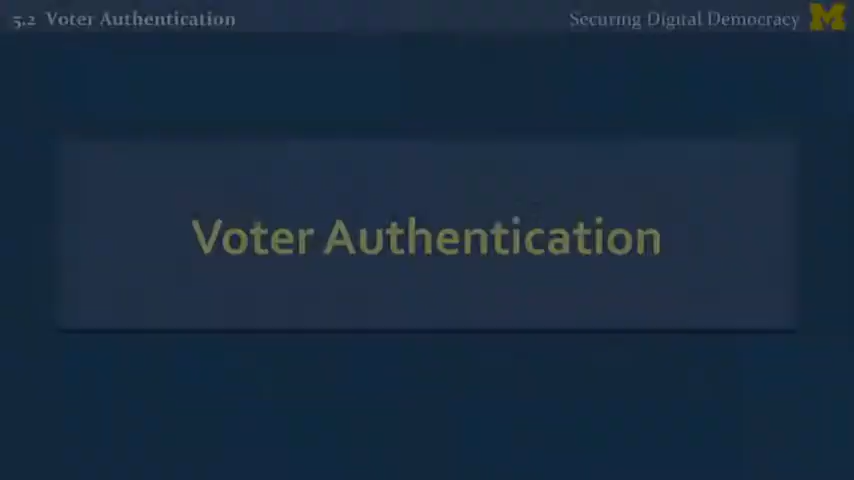 5.2 Voter Authentication
Securing Digital Democracy M
Voter Authentication